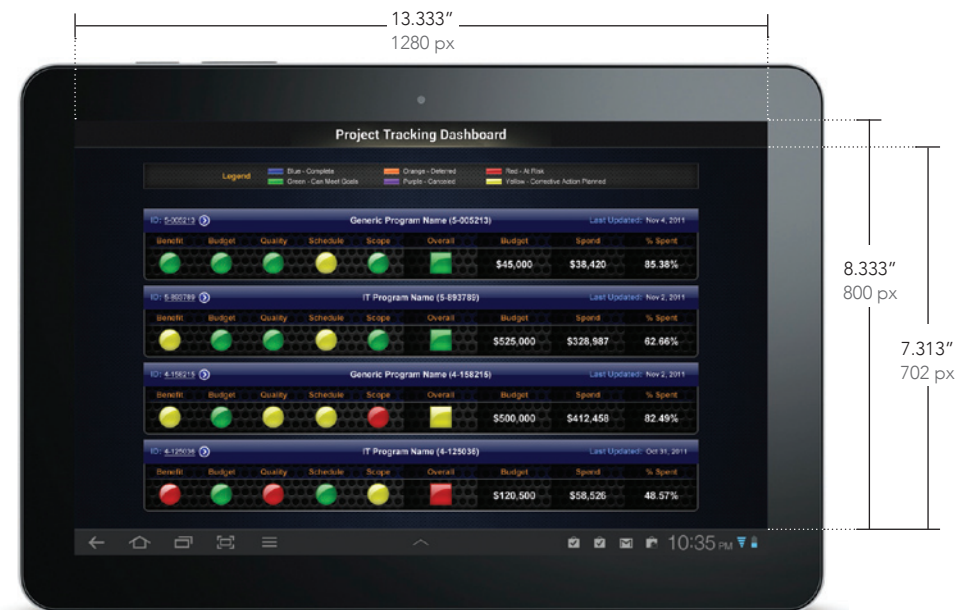 13.333”
1280 px
Project Tracking Dashboard
Legend
Blue - Complete
Orange - Deferred
Red - At Risk
Green - Can Meet Goals
Purple - Canceled
Yellow - Corrective Action Planned
ID: 5-005213 Generic Program Name (5-005213) Last Updated: Nov 4, 2011
Benefit Budget Quality Schedule Scope Overall Budget Spend % Spent
$45,000 $38,420 85.38%
ID: 5-893789 IT Program Name (5-893789) Last Updated: Nov 2, 2011
Benefit Budget Quality Schedule Scope Overall Budget Spend % Spent
$525,000 $328,987 62.66%
ID: 4-158215 Generic Program Name (4-158215) Last Updated: Nov 2, 2011
Benefit Budget Quality Schedule Scope Overall Budget Spend % Spent
$500,000 $412,458 82.49%
ID: 4-125036 IT Program Name (4-125036) Last Updated: Oct 31, 2011
Benefit Budget Quality Schedule Scope Overall Budget Spend % Spent
$120,500 $58,526 48.57%
10:35 PM
8.333”
800 px
7.313”
702 px